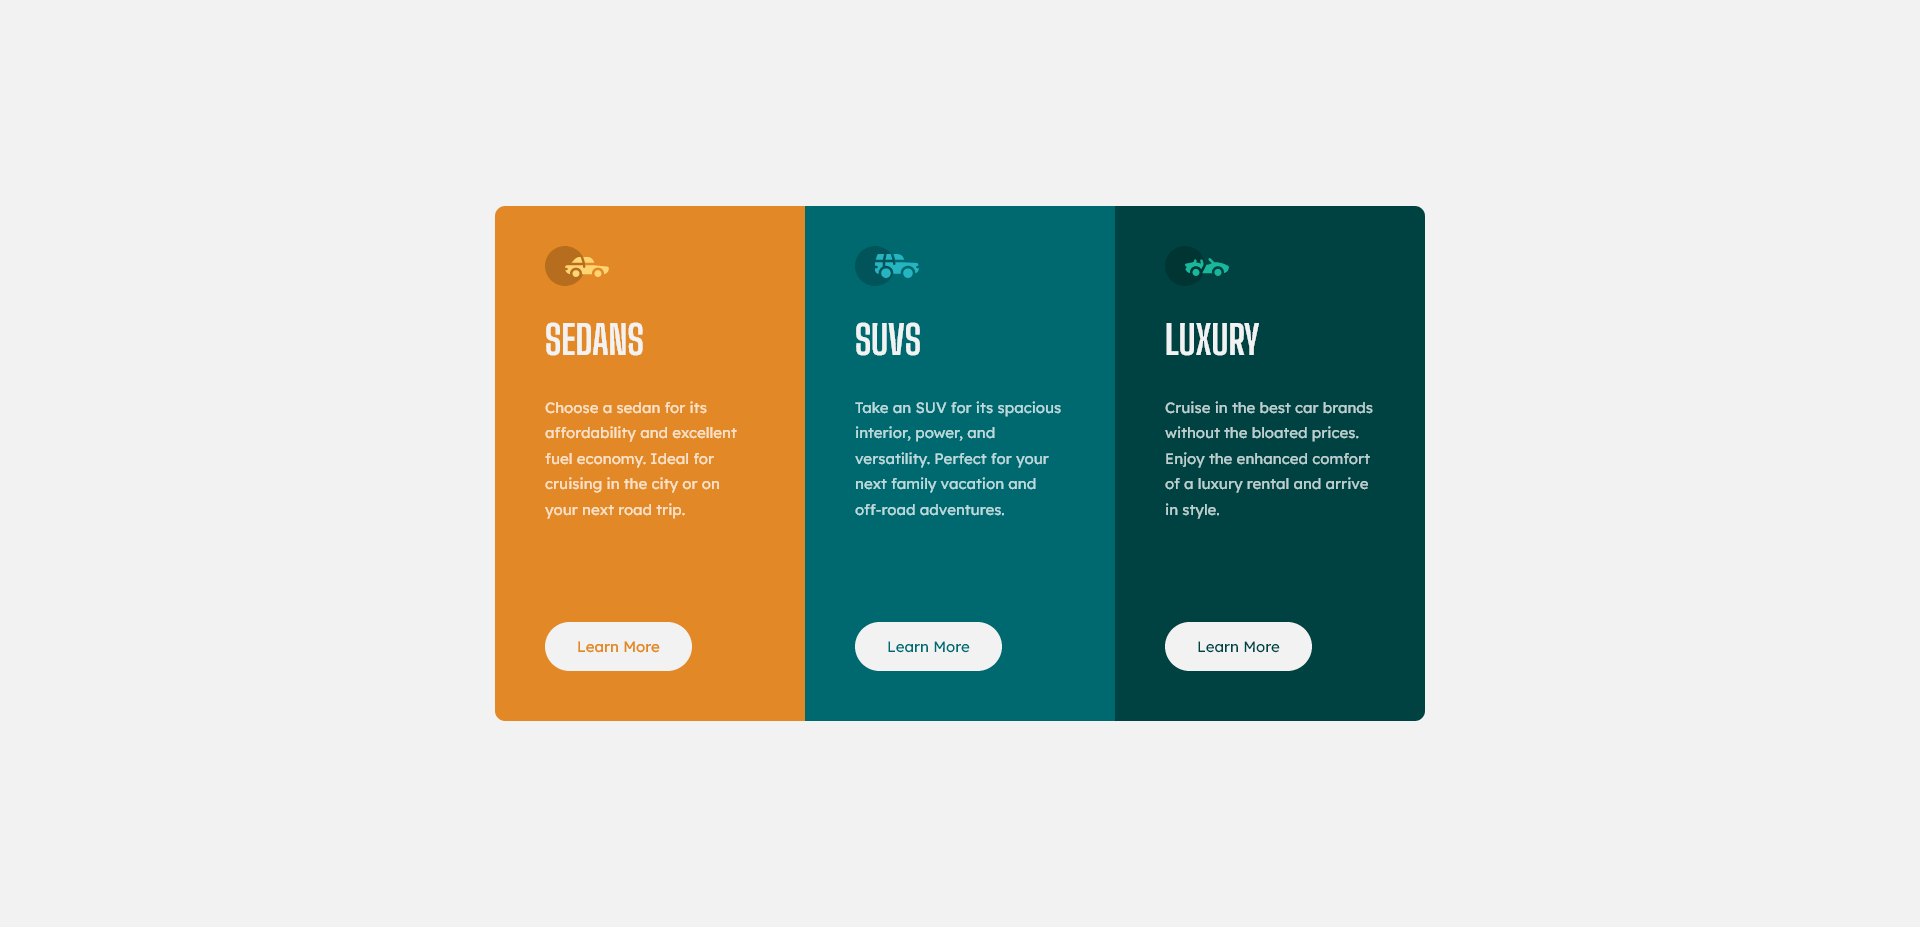 SEDANS
Choose a sedan for its
affordability and excellent
fuel economy. Ideal for
cruising in the city or on
your next road trip.
Learn More
SUVS
Take an SUV for its spacious
interior, power, and
versatility. Perfect for your
next family vacation and
off-road adventures.
Learn More
LUXURY
Cruise in the best car brands
without the bloated prices.
Enjoy the enhanced comfort
of a luxury rental and arrive
in style.
Learn More